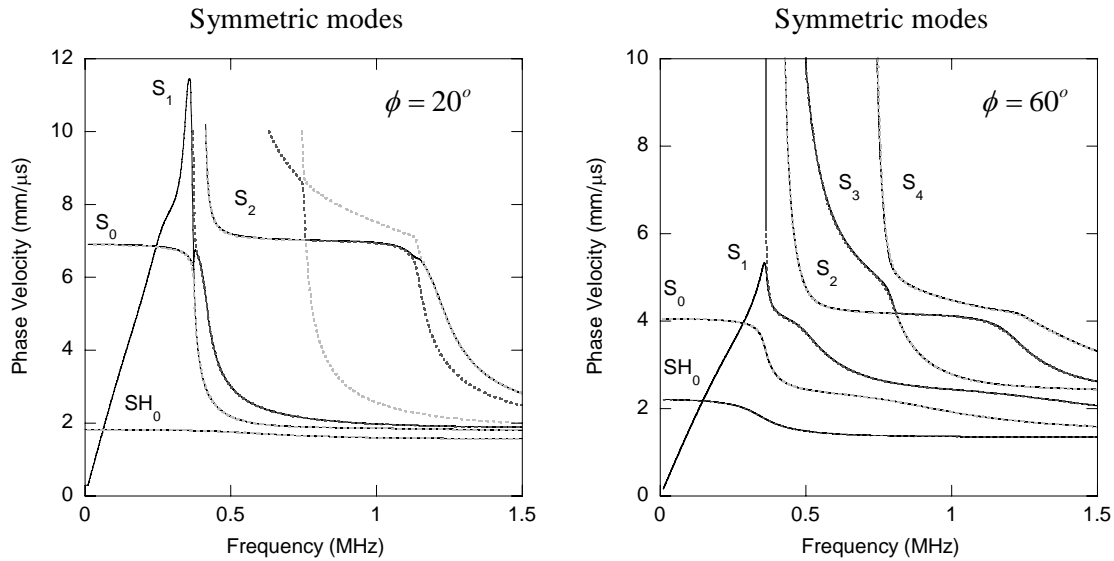 Symmetric modes
12
10
8
6
4
2
0
Phase Velocity (mm/μs)
S1
S0
S2
SH0
ϕ = 20o
0
0.5
1
1.5
Frequency (MHz)
Symmetric modes
10
8
6
4
2
0
Phase Velocity (mm/μs)
S3
S4
S1
S2
S0
SH0
ϕ = 60o
0
0.5
1
1.5
Frequency (MHz)